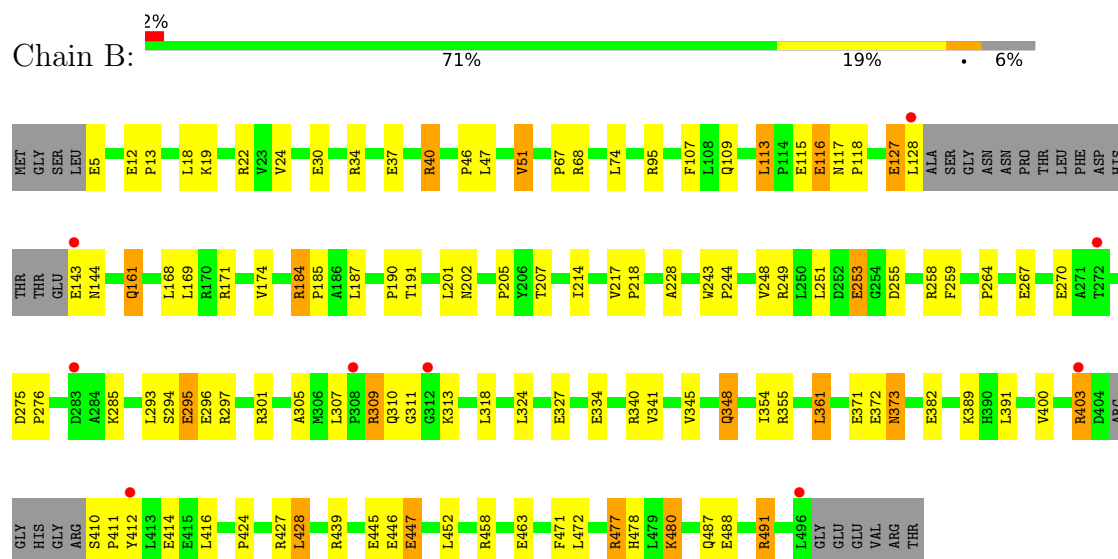 2%
Chain B:
71% 19% • 6%
MET GLY SER LEU E5 E12 P13 L18 K19 R22 V23 V24 E30 R34 E37 R40 P46 L47 V51 P67 R68 L74 R95 F107 L108 Q109 L113 P114 E115 E116 N117 P118 E127 L128 ALA SER GLY ASN ASN PRO THR LEU PHE ASP HIS
THR THR GLU E143 N144 Q161 L168 L169 R170 R171 V174 R184 P185 A186 L187 P190 T191 L201 N202 P205 Y206 T207 I214 V217 P218 A228 W243 P244 V248 R249 L250 L251 D252 E253 G254 D255 R258 F259 P264 E267 E270 A271 T272
D275 P276 D283 A284 K285 L293 S294 E295 E296 R297 R301 A305 M306 L307 P308 R309 Q310 G311 G312 K313 L318 L324 E327 E334 R340 V341 V345 Q348 I354 R355 L361 E371 E372 N373 E382 K389 H390 L391 V400 R403 D404 ARG
GLY HIS GLY ARG S410 P411 Y412 L413 E414 E415 L416 P424 R427 L428 R439 E445 E446 E447 L452 R458 E463 F471 L472 R477 H478 L479 K480 Q487 E488 R491 L496 GLY GLU GLU VAL ARG THR